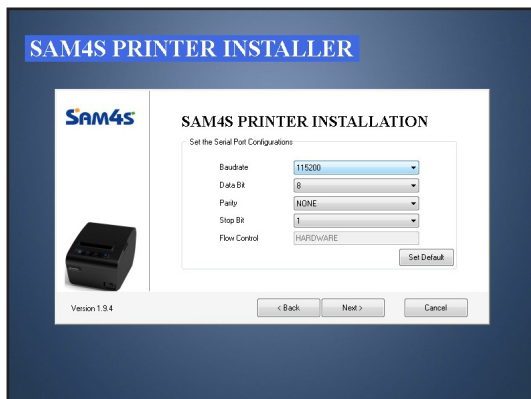 SAM4S PRINTER INSTALLER
SAM4S
SAM4S PRINTER INSTALLATION
Set the Serial Port Configurations
Baudrate 115200
Data Bit 8
Parity NONE
Stop Bit 1
Flow Control HARDWARE
Set Default
Version 1.9.4
< Back Next > Cancel